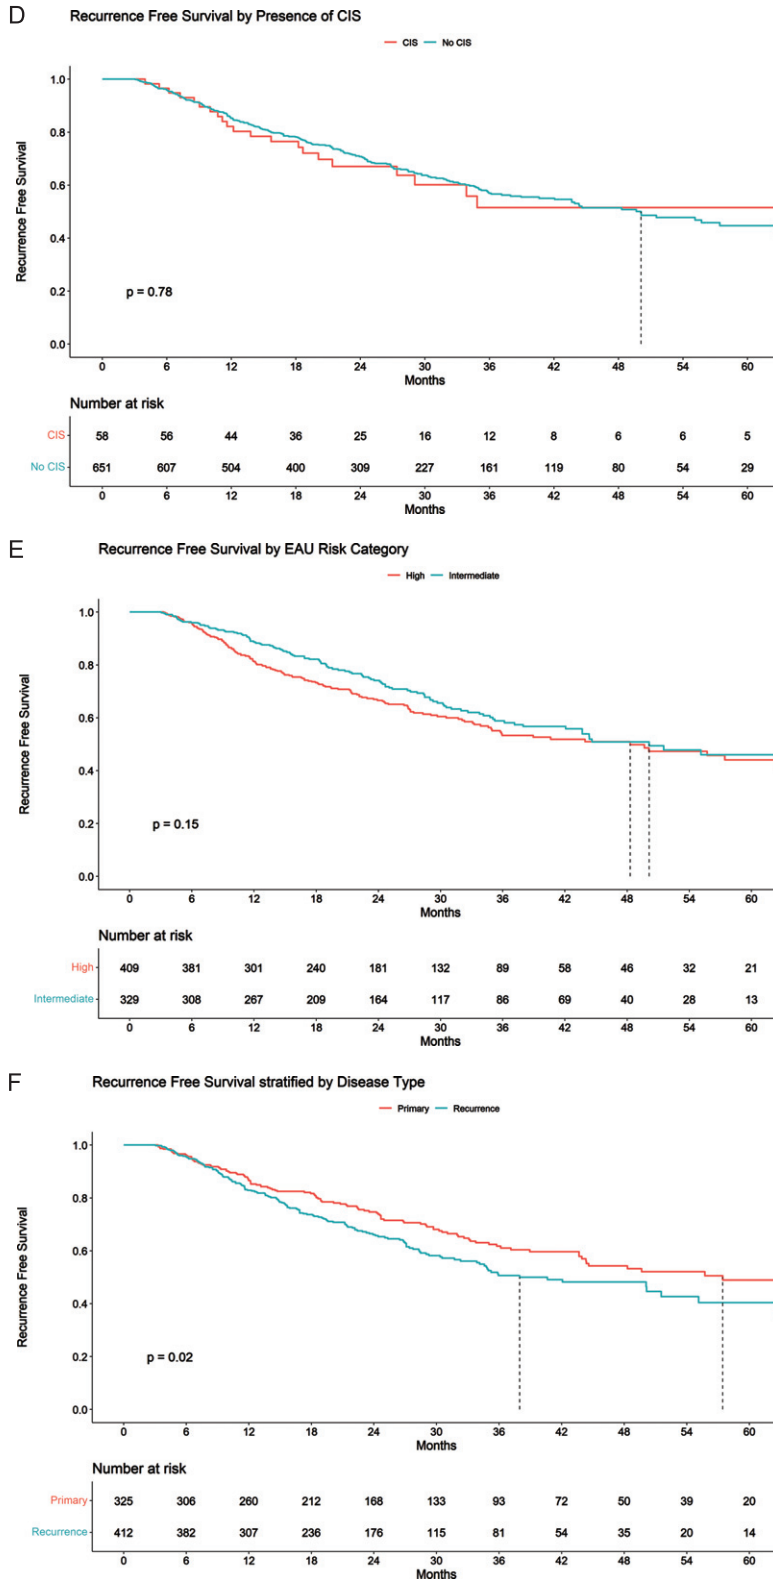 D
Recurrence Free Survival by Presence of CIS
CIS No CIS
Recurrence Free Survival
1.0
0.8
0.6
0.4
0.2
0.0
p = 0.78
0 6 12 18 24 30 36 42 48 54 60
Months
Number at risk
CIS 58 56 44 36 25 16 12 8 6 6 5
No CIS 651 607 504 400 309 227 161 119 80 54 29
0 6 12 18 24 30 36 42 48 54 60
Months
E
Recurrence Free Survival by EAU Risk Category
High Intermediate
Recurrence Free Survival
1.0
0.8
0.6
0.4
0.2
0.0
p = 0.15
0 6 12 18 24 30 36 42 48 54 60
Months
Number at risk
High 409 381 301 240 181 132 89 58 46 32 21
Intermediate 329 308 267 209 164 117 86 69 40 28 13
0 6 12 18 24 30 36 42 48 54 60
Months
F
Recurrence Free Survival stratified by Disease Type
Primary Recurrence
Recurrence Free Survival
1.0
0.8
0.6
0.4
0.2
0.0
p = 0.02
0 6 12 18 24 30 36 42 48 54 60
Months
Number at risk
Primary 325 306 260 212 168 133 93 72 50 39 20
Recurrence 412 382 307 236 176 115 81 54 35 20 14
0 6 12 18 24 30 36 42 48 54 60
Months